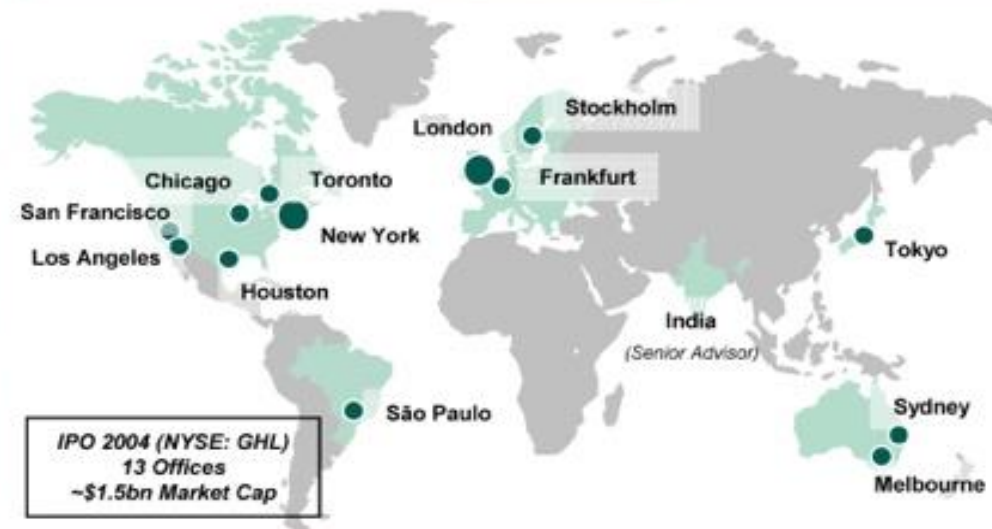 Stockholm
London
Frankfurt
Chicago
Toronto
San Francisco
New York
Los Angeles
Tokyo
Houston
India
(Senior Advisor)
São Paulo
Sydney
Melbourne
IPO 2004 (NYSE: GHL)
13 Offices
~$1.5bn Market Cap